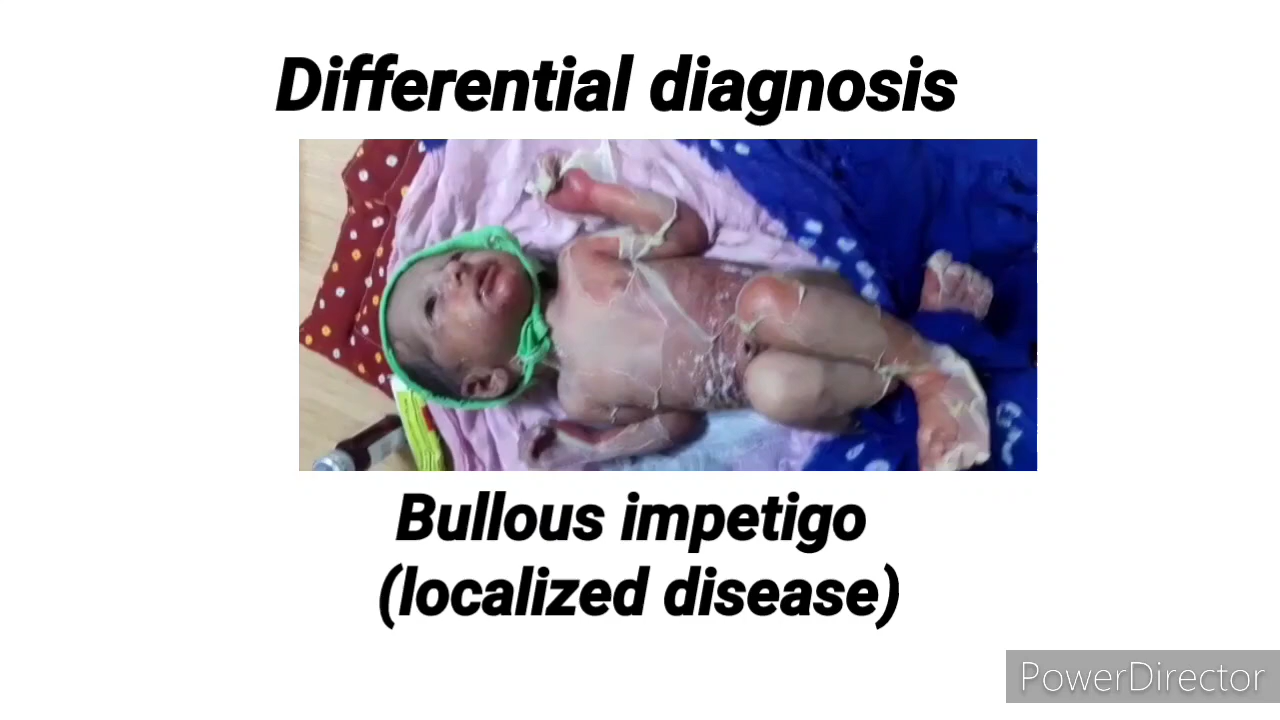 Differential diagnosis
Bullous impetigo
(localized disease)
PowerDirector